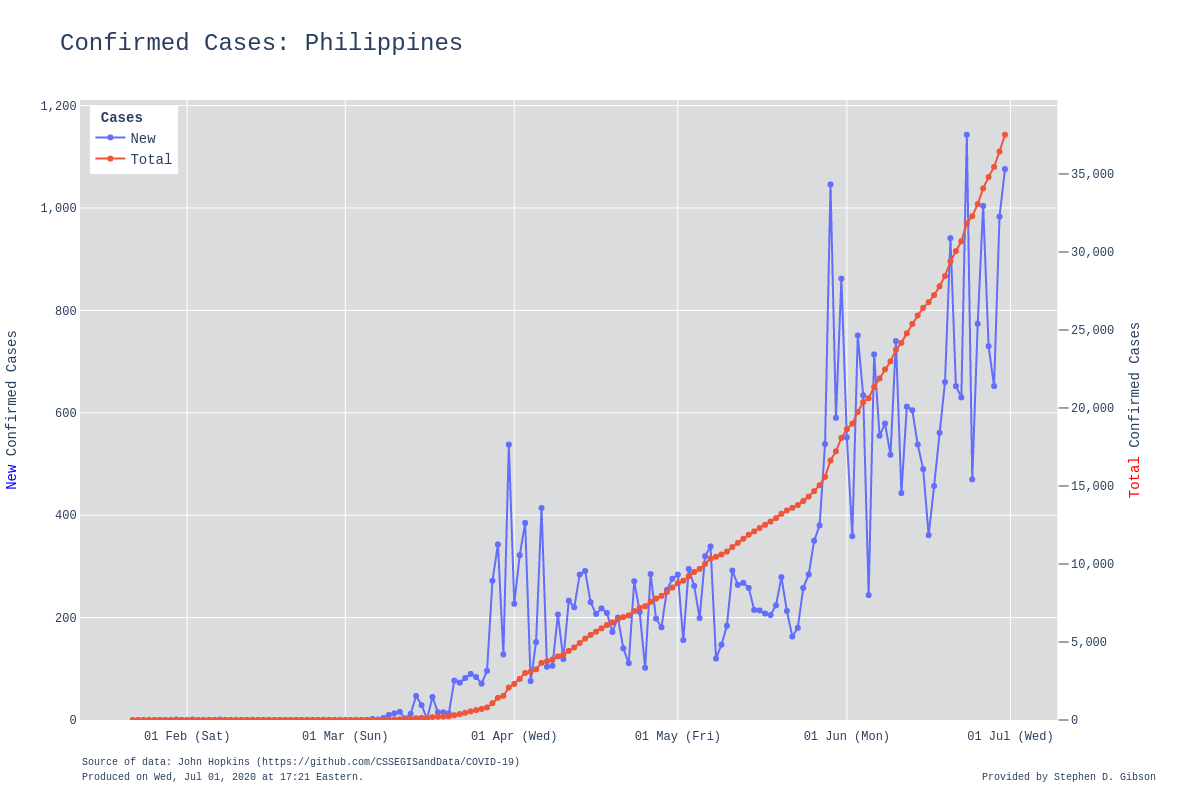 Confirmed Cases: Philippines
Cases
New
Total
1,200
1,000
800
600
400
200
0
35,000
30,000
25,000
20,000
15,000
10,000
5,000
0
New Confirmed Cases
Total Confirmed Cases
01 Feb (Sat)
01 Mar (Sun)
01 Apr (Wed)
01 May (Fri)
01 Jun (Mon)
01 Jul (Wed)
Source of data: John Hopkins (https://github.com/CSSEGISandData/COVID-19)
Produced on Wed, Jul 01, 2020 at 17:21 Eastern.
Provided by Stephen D. Gibson